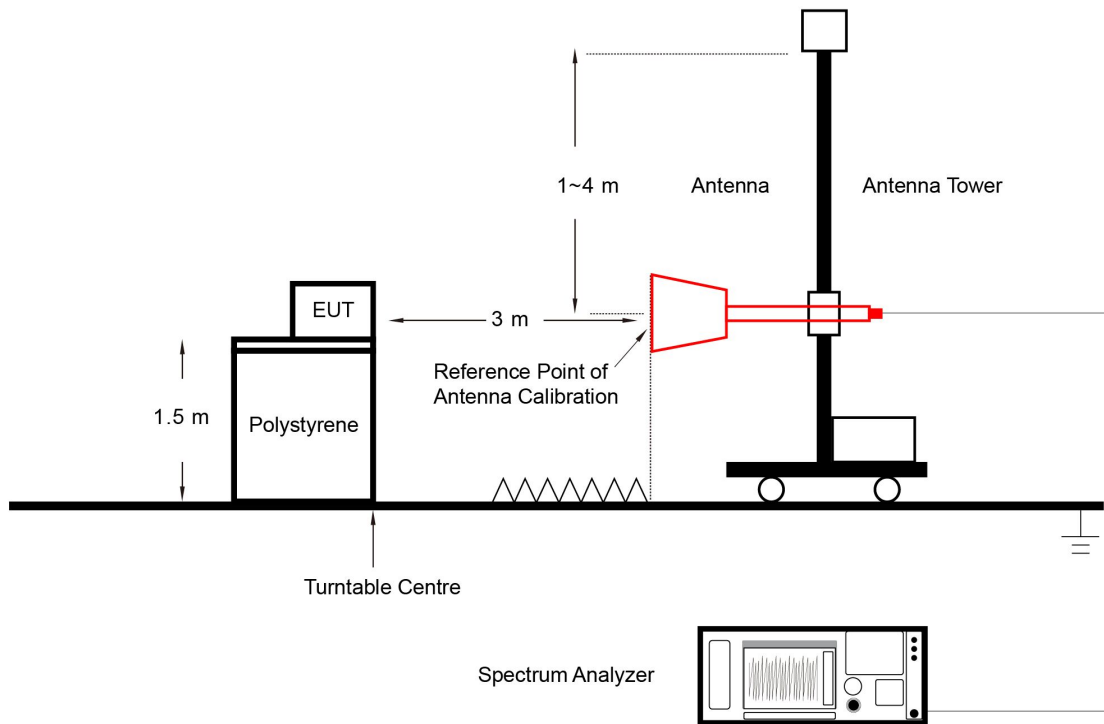 1~4 m
Antenna
Antenna Tower
EUT
3 m
Reference Point of
Antenna Calibration
1.5 m
Polystyrene
Turntable Centre
Spectrum Analyzer